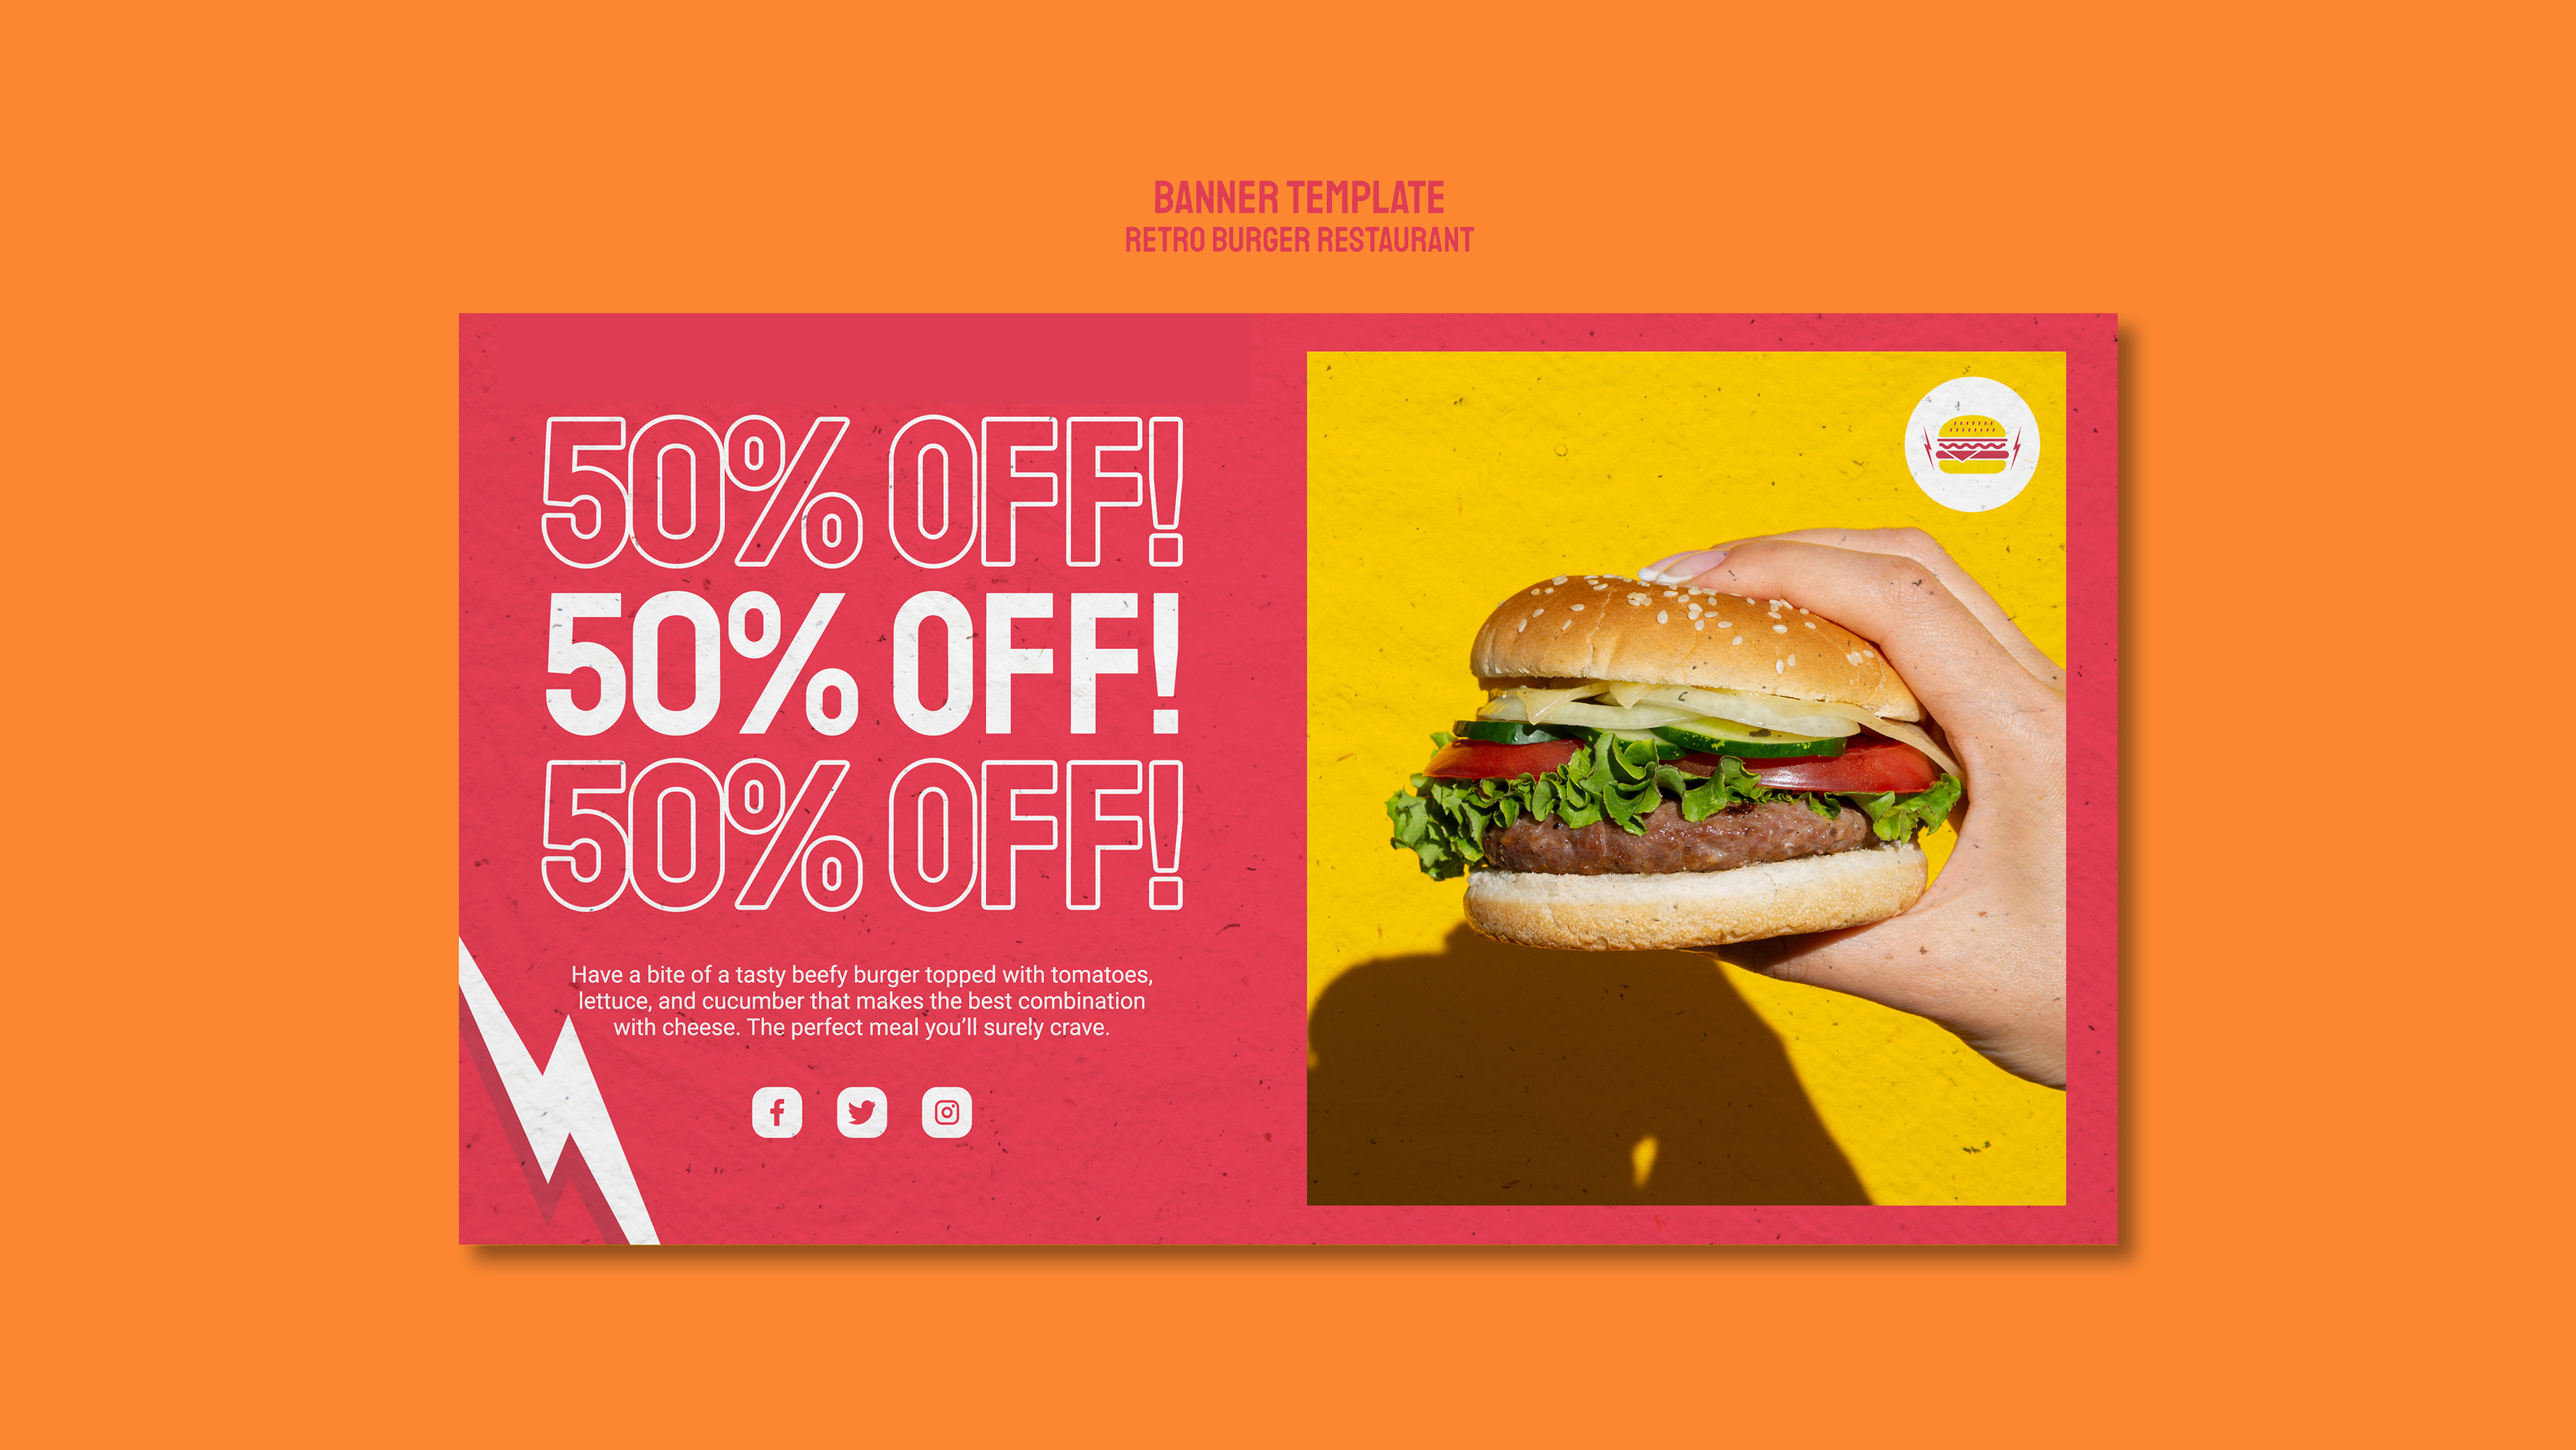 BANNER TEMPLATE
RETRO BURGER RESTAURANT
50% OFF!
50% OFF!
50% OFF!
Have a bite of a tasty beefy burger topped with tomatoes,
lettuce, and cucumber that makes the best combination
with cheese. The perfect meal you’ll surely crave.